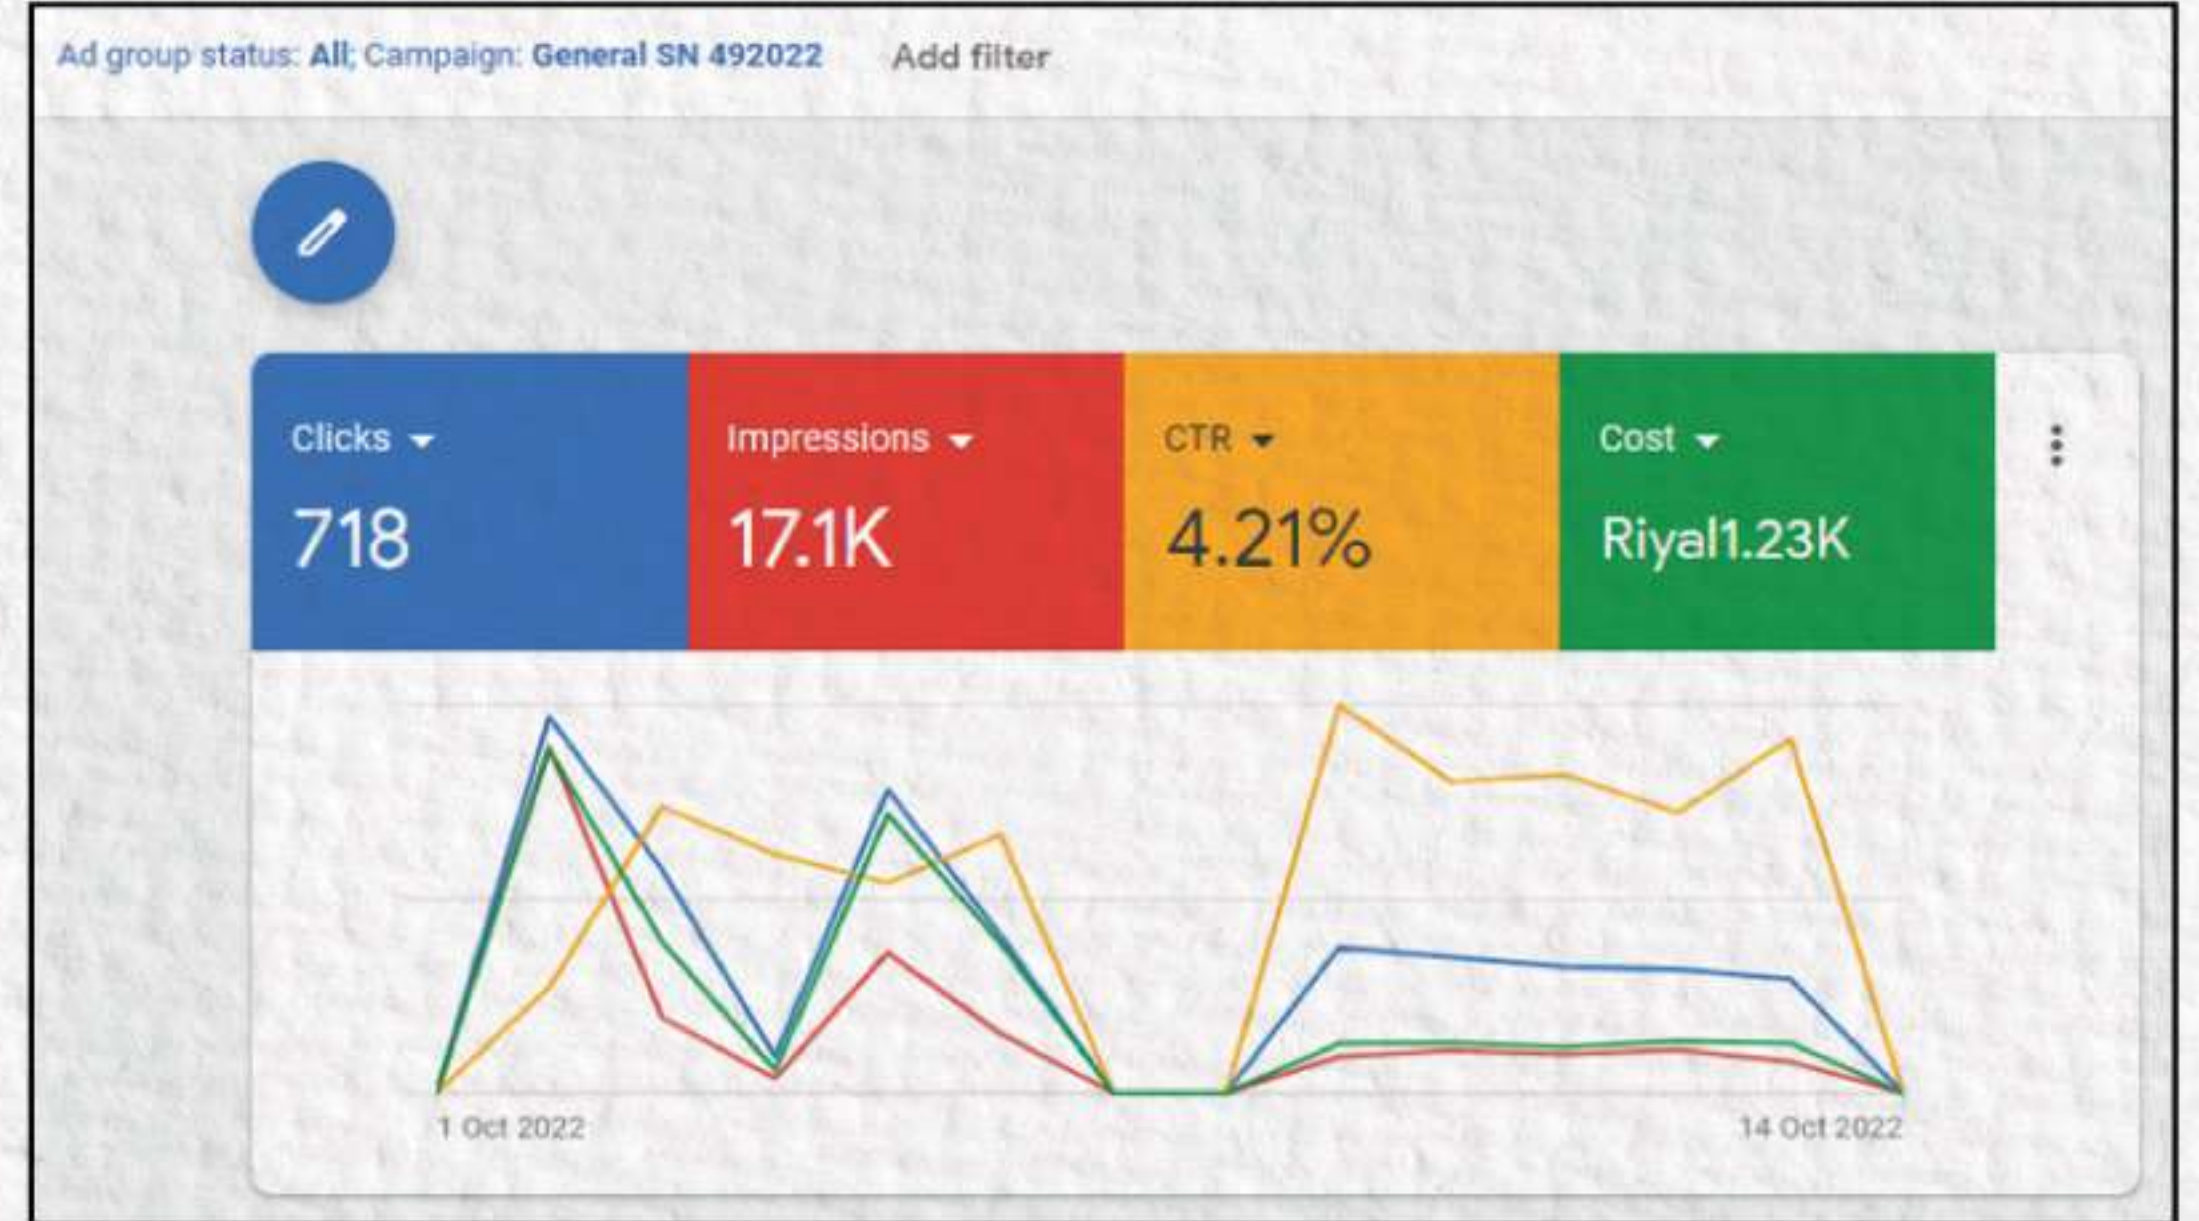 Ad group status: All; Campaign: General SN 492022 Add filter
Clicks Impressions CTR Cost
718 17.1K 4.21% Riyal1.23K
1 Oct 2022 14 Oct 2022